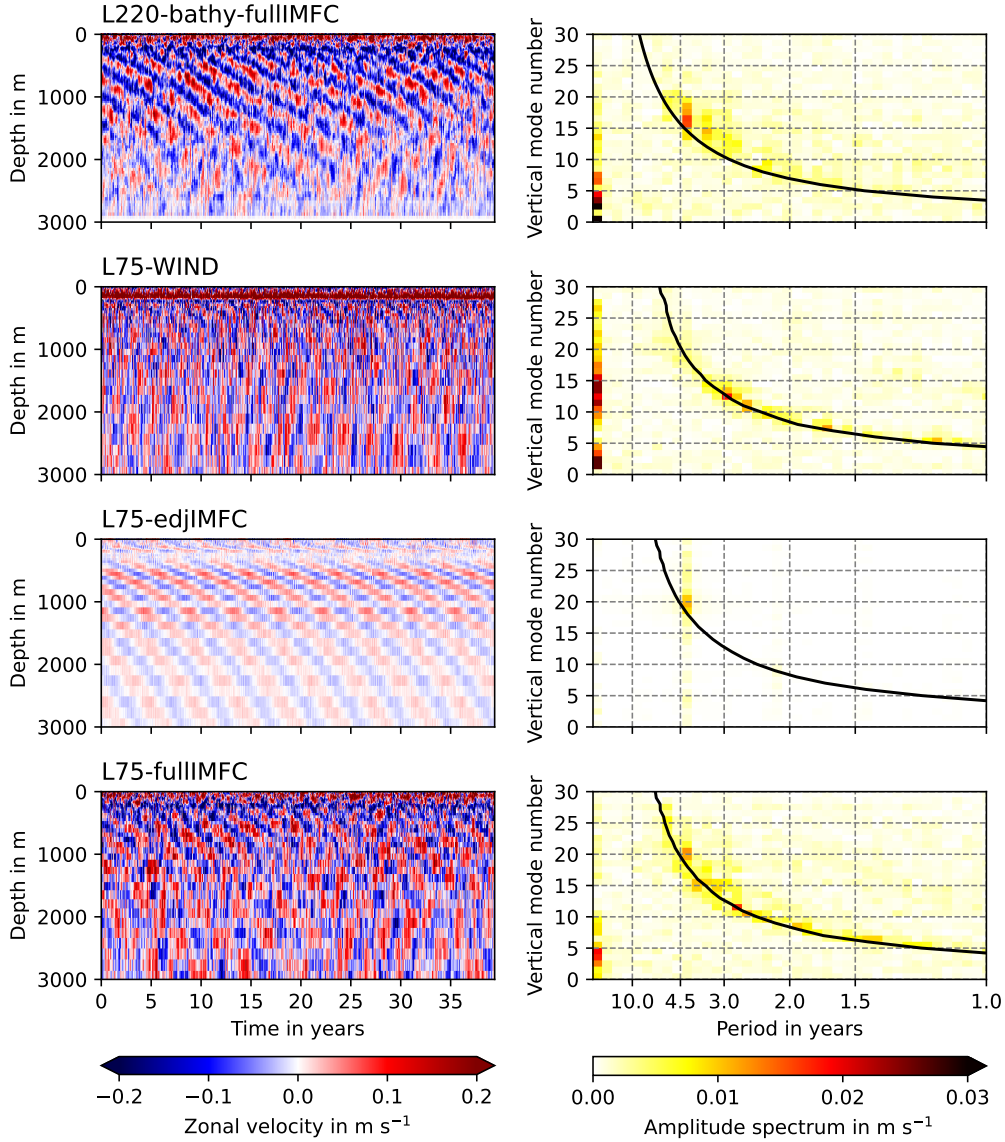 L220-bathy-fullIMFC
0
1000
2000
3000
Depth in m
30
25
20
15
10
5
0
Vertical mode number
L75-WIND
0
1000
2000
3000
Depth in m
30
25
20
15
10
5
0
Vertical mode number
L75-edjIMFC
0
1000
2000
3000
Depth in m
30
25
20
15
10
5
0
Vertical mode number
L75-fullIMFC
0
1000
2000
3000
Depth in m
0 5 10 15 20 25 30 35
Time in years
30
25
20
15
10
5
0
Vertical mode number
10.0 4.5 3.0 2.0 1.5 1.0
Period in years
−0.2 −0.1 0.0 0.1 0.2
Zonal velocity in m s⁻¹
0.00 0.01 0.02 0.03
Amplitude spectrum in m s⁻¹